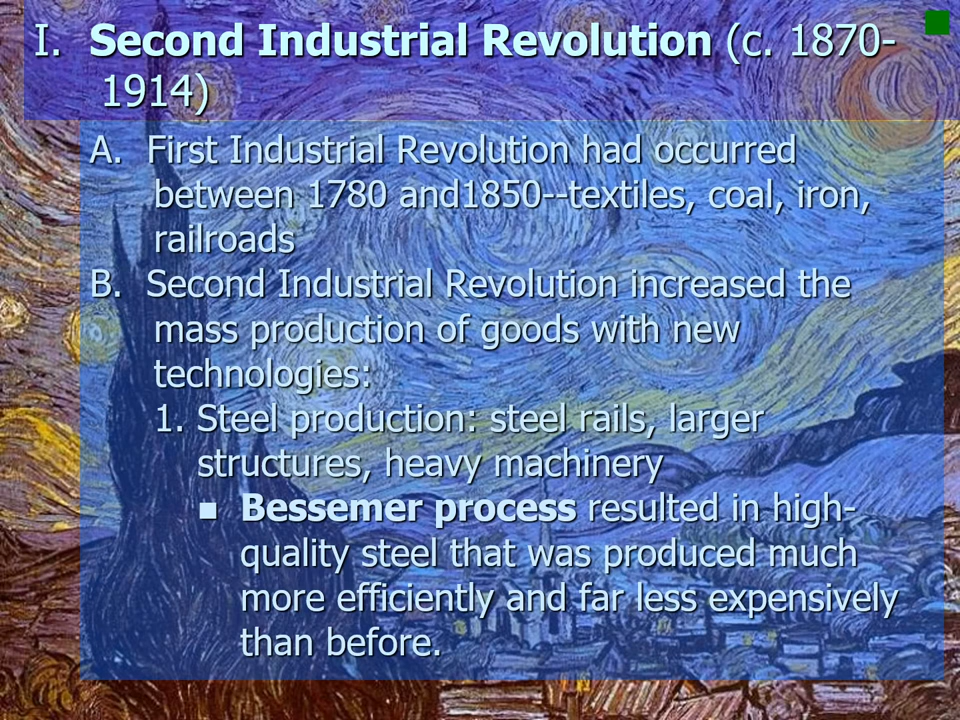 I. Second Industrial Revolution (c. 1870-
1914)
A. First Industrial Revolution had occurred
between 1780 and1850--textiles, coal, iron,
railroads
B. Second Industrial Revolution increased the
mass production of goods with new
technologies:
1. Steel production: steel rails, larger
structures, heavy machinery
■ Bessemer process resulted in high-
quality steel that was produced much
more efficiently and far less expensively
than before.